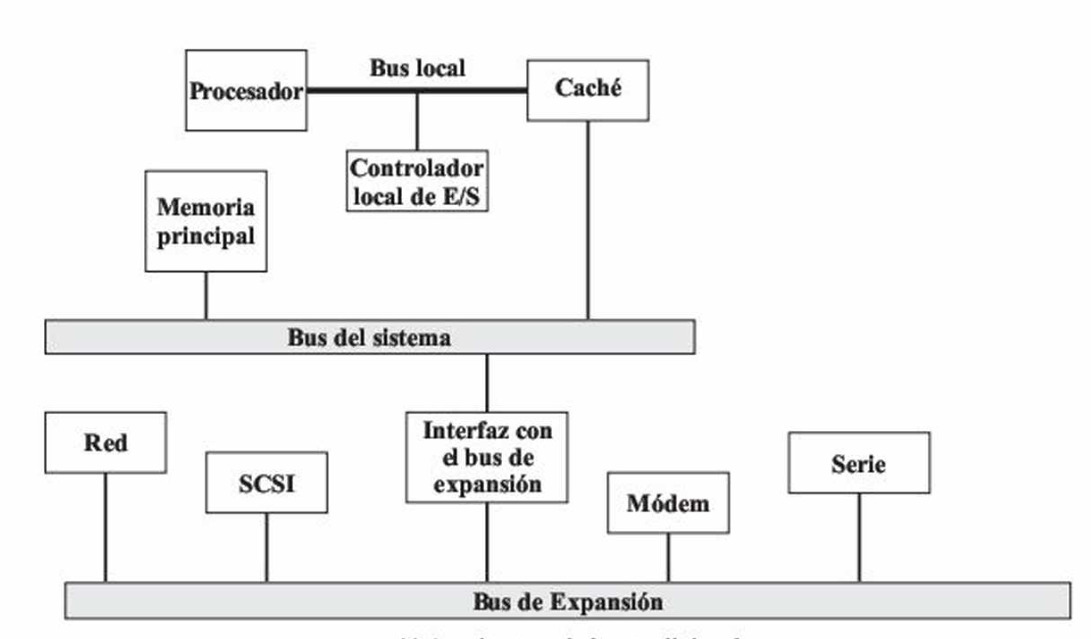 Bus local
Procesador
Caché
Controlador
local de E/S
Memoria
principal
Bus del sistema
Red
SCSI
Interfaz con
el bus de
expansión
Módem
Serie
Bus de Expansión